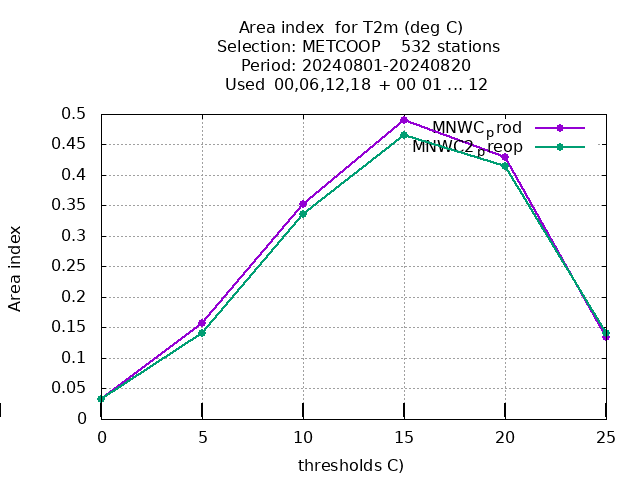 Area index for T2m (deg C)
Selection: METCOOP 532 stations
Period: 20240801-20240820
Used 00,06,12,18 + 00 01 ... 12
MNWCprod
MNWC2preop
0.5
0.45
0.4
0.35
0.3
0.25
0.2
0.15
0.1
0.05
0
Area index
0 5 10 15 20 25
thresholds C)